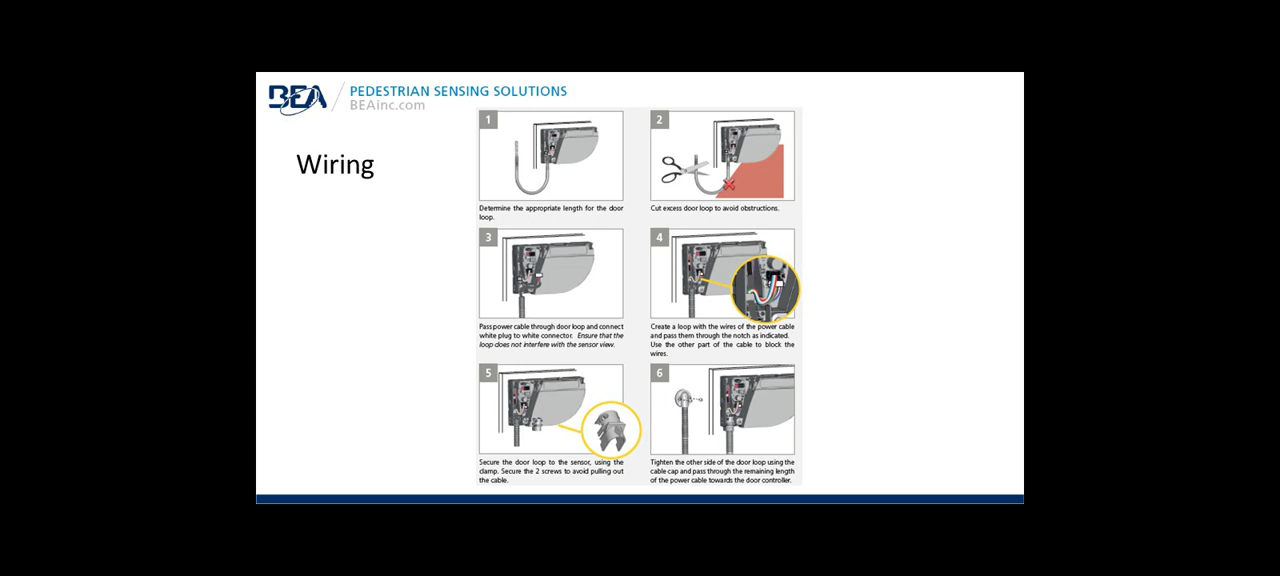 BEA
PEDESTRIAN SENSING SOLUTIONS
BEAinc.com
Wiring
1
Determine the appropriate length for the door
loop.
2
Cut excess door loop to avoid obstructions.
3
Pass power cable through door loop and connect
white plug to white connector. Ensure that the
loop does not interfere with the sensor view.
4
Create a loop with the wires of the power cable
and pass them through the notch as indicated.
Use the other part of the cable to block the
wires.
5
Secure the door loop to the sensor, using the
clamp. Secure the 2 screws to avoid pulling out
the cable.
6
Tighten the other side of the door loop using the
cable cap and pass through the remaining length
of the power cable towards the door controller.